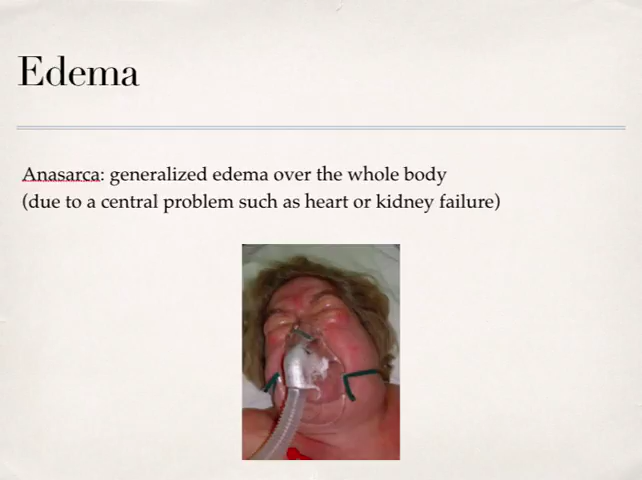 Edema
Anasarca: generalized edema over the whole body
(due to a central problem such as heart or kidney failure)